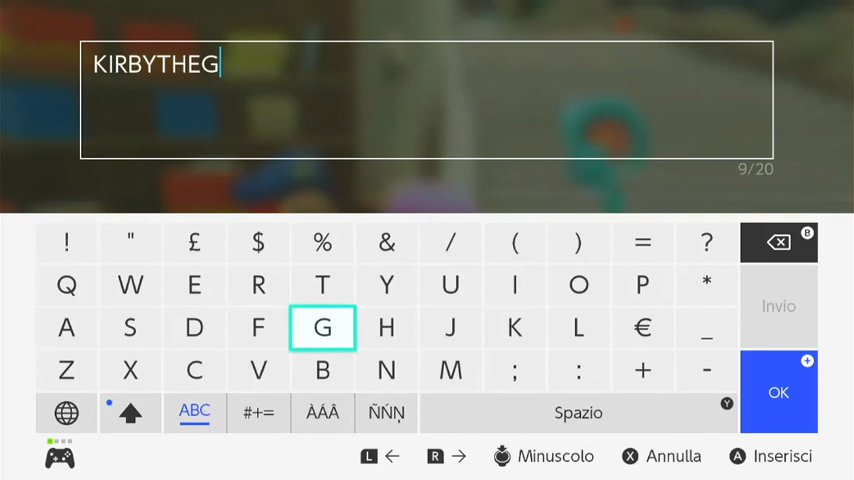 KIRBYTHEG
9/20
! " £ $ % & / ( ) = ? B
Q W E R T Y U I O P * Invio
A S D F G H J K L € _
Z X C V B N M ; : + - + OK
ABC #+= ÀÁÂ ÑŃŅ Spazio Y
L ← R → Minuscolo X Annulla A Inserisci